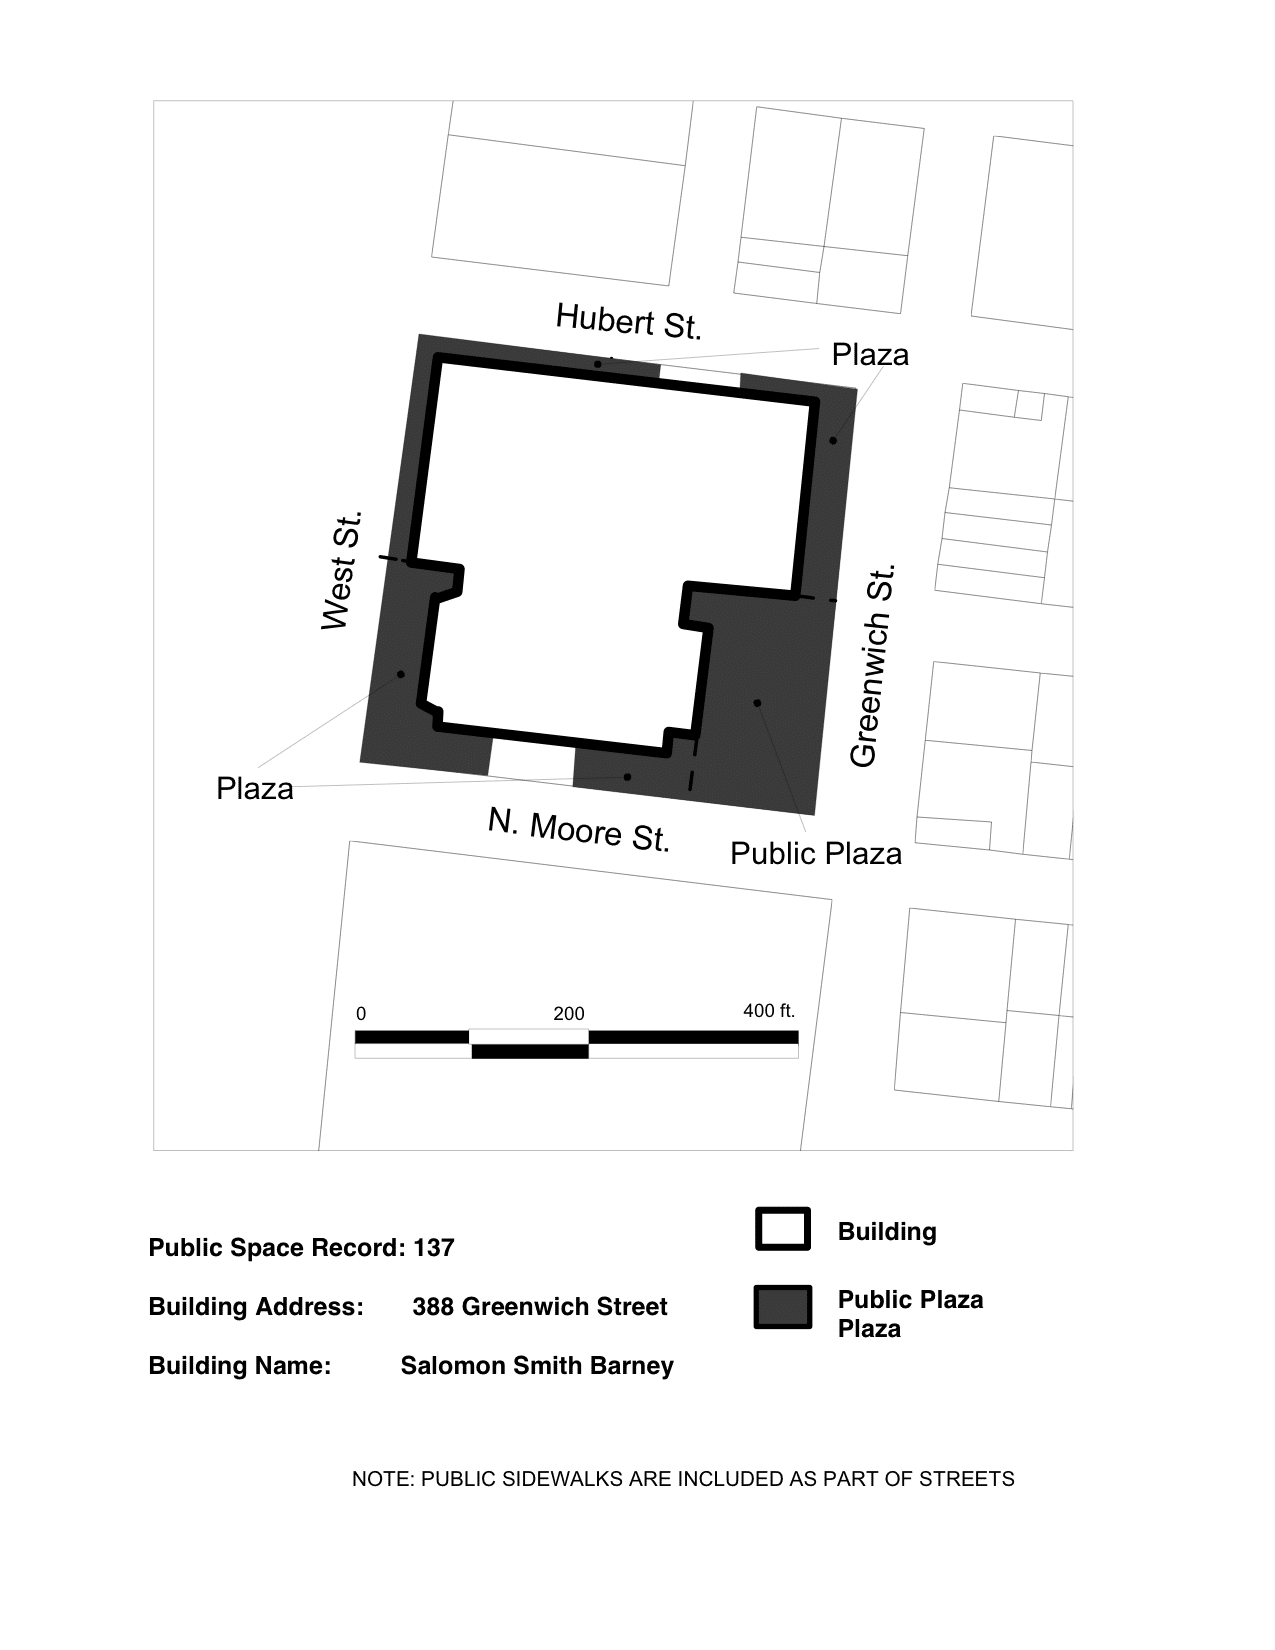 Hubert St.
Plaza
West St.
Greenwich St.
Plaza
N. Moore St.
Public Plaza
0 200 400 ft.
Building
Public Space Record: 137
Public Plaza
Building Address: 388 Greenwich Street
Plaza
Building Name: Salomon Smith Barney
NOTE: PUBLIC SIDEWALKS ARE INCLUDED AS PART OF STREETS